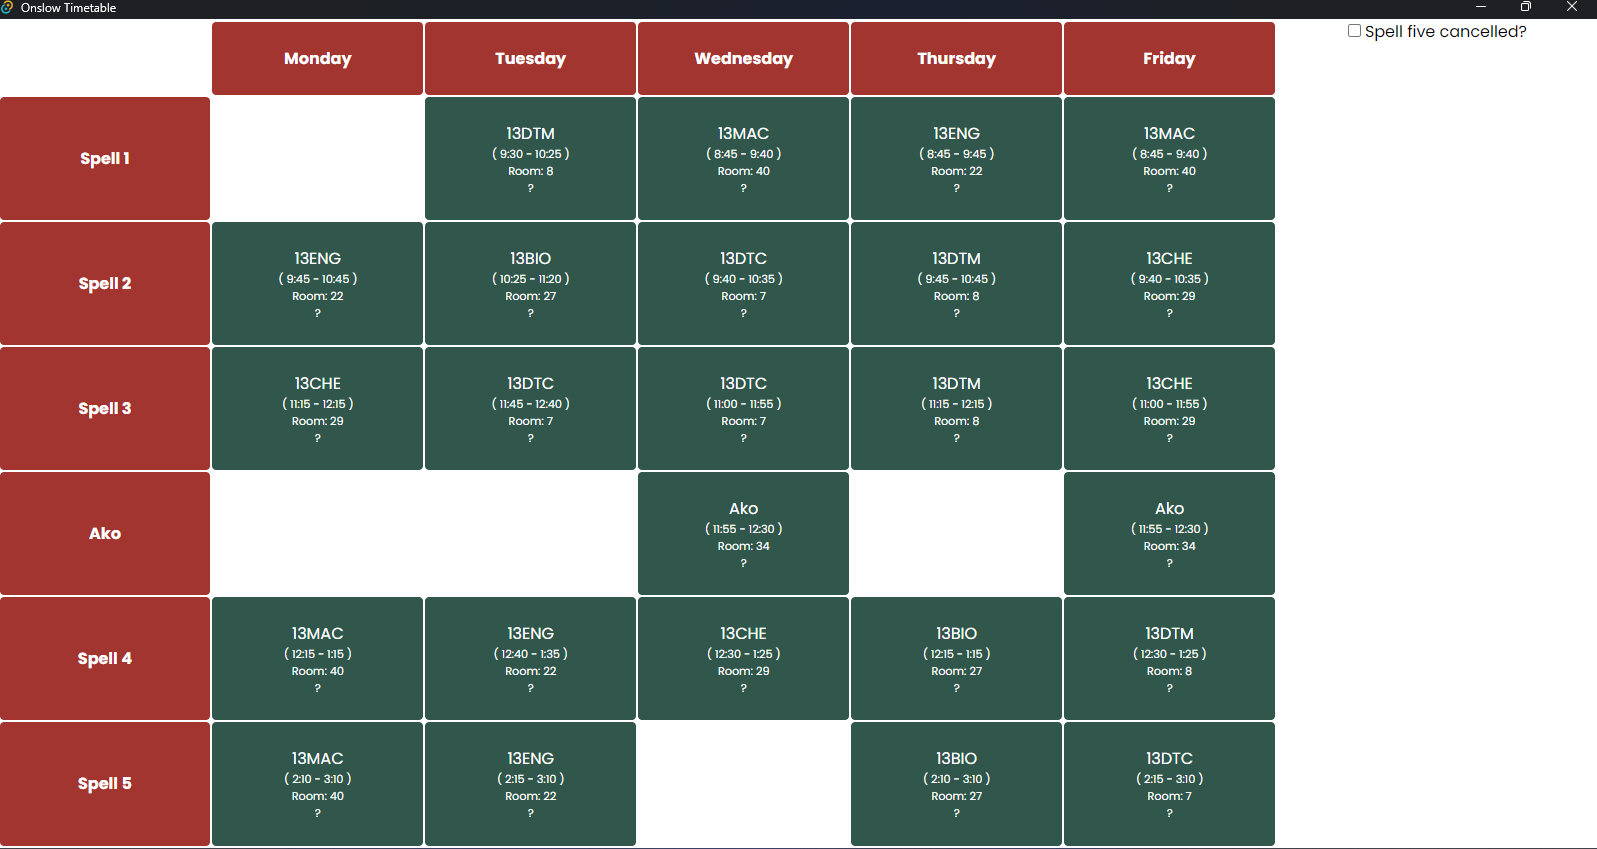 Onslow Timetable
Spell five cancelled?
Monday Tuesday Wednesday Thursday Friday
Spell 1
13DTM
( 9:30 - 10:25 )
Room: 8
?
13MAC
( 8:45 - 9:40 )
Room: 40
?
13ENG
( 8:45 - 9:45 )
Room: 22
?
13MAC
( 8:45 - 9:40 )
Room: 40
?
Spell 2
13ENG
( 9:45 - 10:45 )
Room: 22
?
13BIO
( 10:25 - 11:20 )
Room: 27
?
13DTC
( 9:40 - 10:35 )
Room: 7
?
13DTM
( 9:45 - 10:45 )
Room: 8
?
13CHE
( 9:40 - 10:35 )
Room: 29
?
Spell 3
13CHE
( 11:15 - 12:15 )
Room: 29
?
13DTC
( 11:45 - 12:40 )
Room: 7
?
13DTC
( 11:00 - 11:55 )
Room: 7
?
13DTM
( 11:15 - 12:15 )
Room: 8
?
13CHE
( 11:00 - 11:55 )
Room: 29
?
Ako
Ako
( 11:55 - 12:30 )
Room: 34
?
Ako
( 11:55 - 12:30 )
Room: 34
?
Spell 4
13MAC
( 12:15 - 1:15 )
Room: 40
?
13ENG
( 12:40 - 1:35 )
Room: 22
?
13CHE
( 12:30 - 1:25 )
Room: 29
?
13BIO
( 12:15 - 1:15 )
Room: 27
?
13DTM
( 12:30 - 1:25 )
Room: 8
?
Spell 5
13MAC
( 2:10 - 3:10 )
Room: 40
?
13ENG
( 2:15 - 3:10 )
Room: 22
?
13BIO
( 2:10 - 3:10 )
Room: 27
?
13DTC
( 2:15 - 3:10 )
Room: 7
?